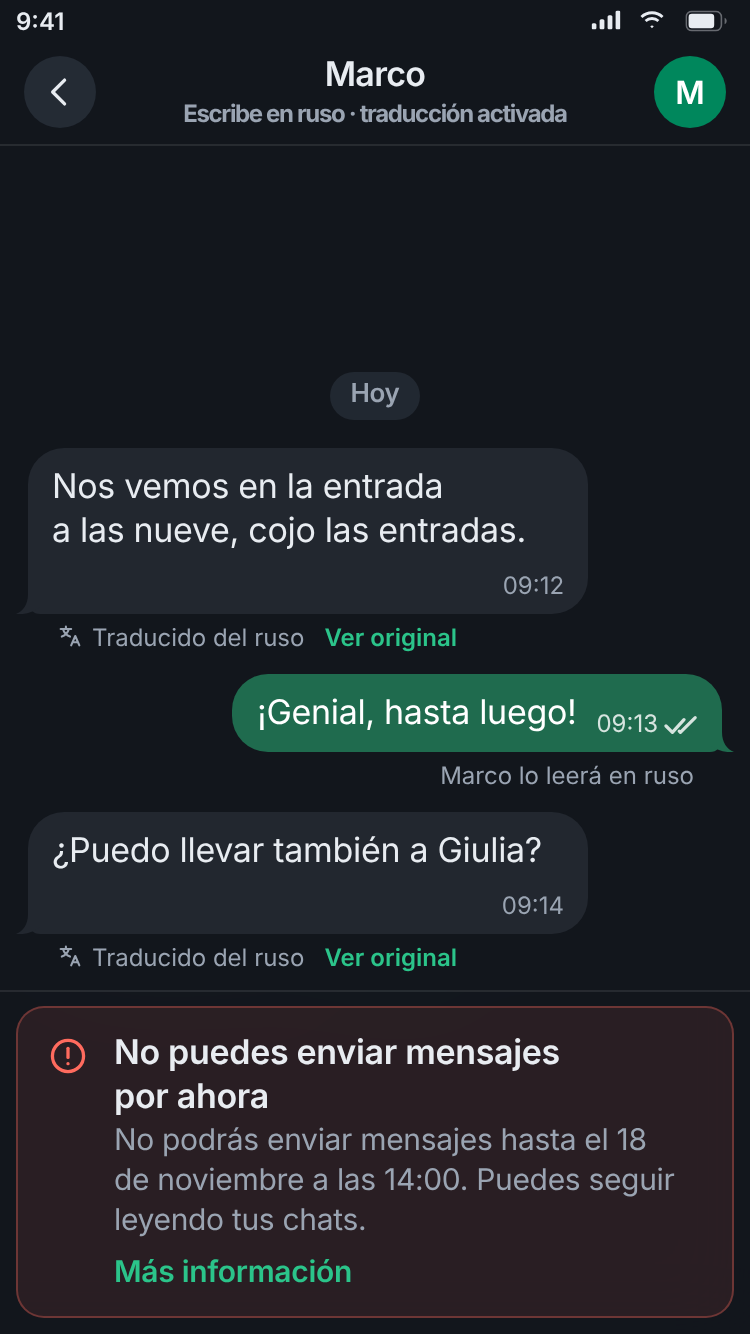 9:41
Marco
Escribe en ruso · traducción activada
M
Hoy
Nos vemos en la entrada
a las nueve, cojo las entradas.
09:12
Traducido del ruso Ver original
¡Genial, hasta luego! 09:13
Marco lo leerá en ruso
¿Puedo llevar también a Giulia?
09:14
Traducido del ruso Ver original
No puedes enviar mensajes
por ahora
No podrás enviar mensajes hasta el 18
de noviembre a las 14:00. Puedes seguir
leyendo tus chats.
Más información